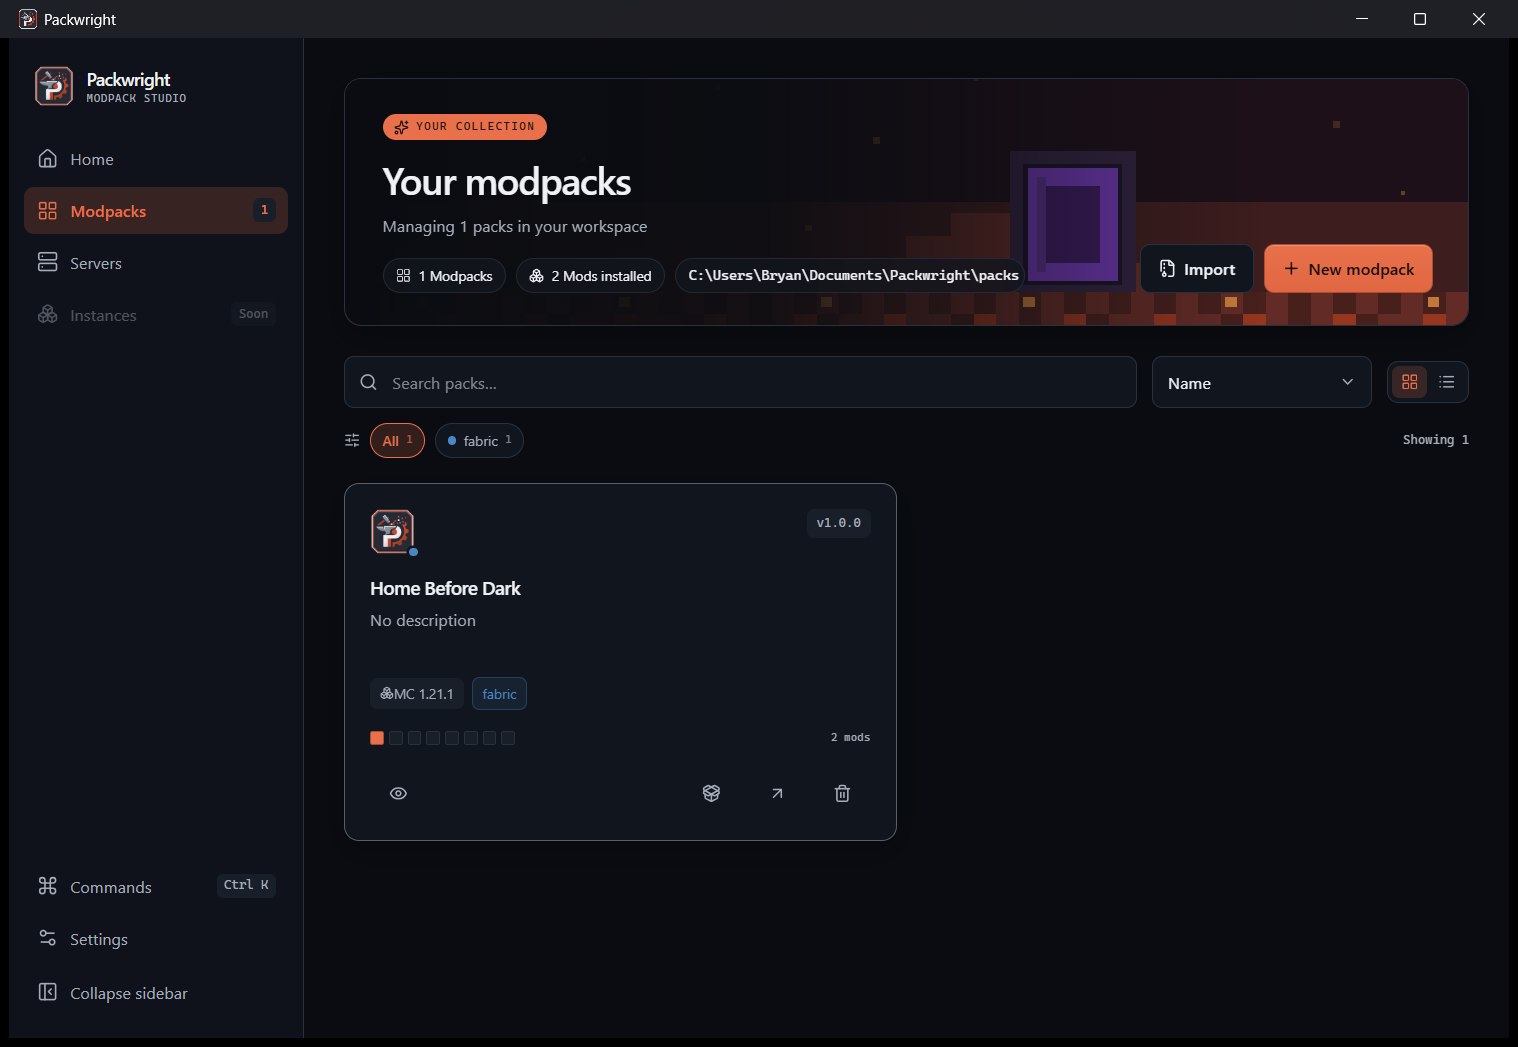 Packwright
Packwright
MODPACK STUDIO
Home
Modpacks 1
Servers
Instances Soon
Commands Ctrl K
Settings
Collapse sidebar
YOUR COLLECTION
Your modpacks
Managing 1 packs in your workspace
1 Modpacks
2 Mods installed
C:\Users\Bryan\Documents\Packwright\packs
Import
New modpack
Search packs...
Name
All 1
fabric 1
Showing 1
v1.0.0
Home Before Dark
No description
MC 1.21.1
fabric
2 mods